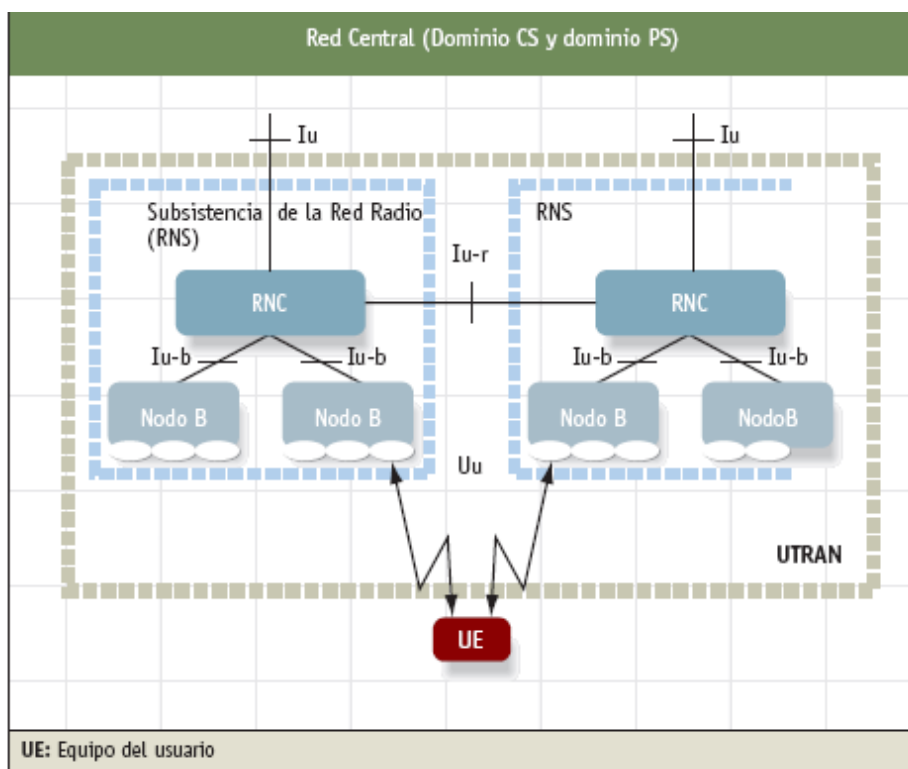 Red Central (Dominio CS y dominio PS)
Iu
Iu
Subsistencia de la Red Radio
(RNS)
RNS
Iu-r
RNC
RNC
Iu-b
Iu-b
Iu-b
Iu-b
Nodo B
Nodo B
Nodo B
NodoB
Uu
UTRAN
UE
UE: Equipo del usuario